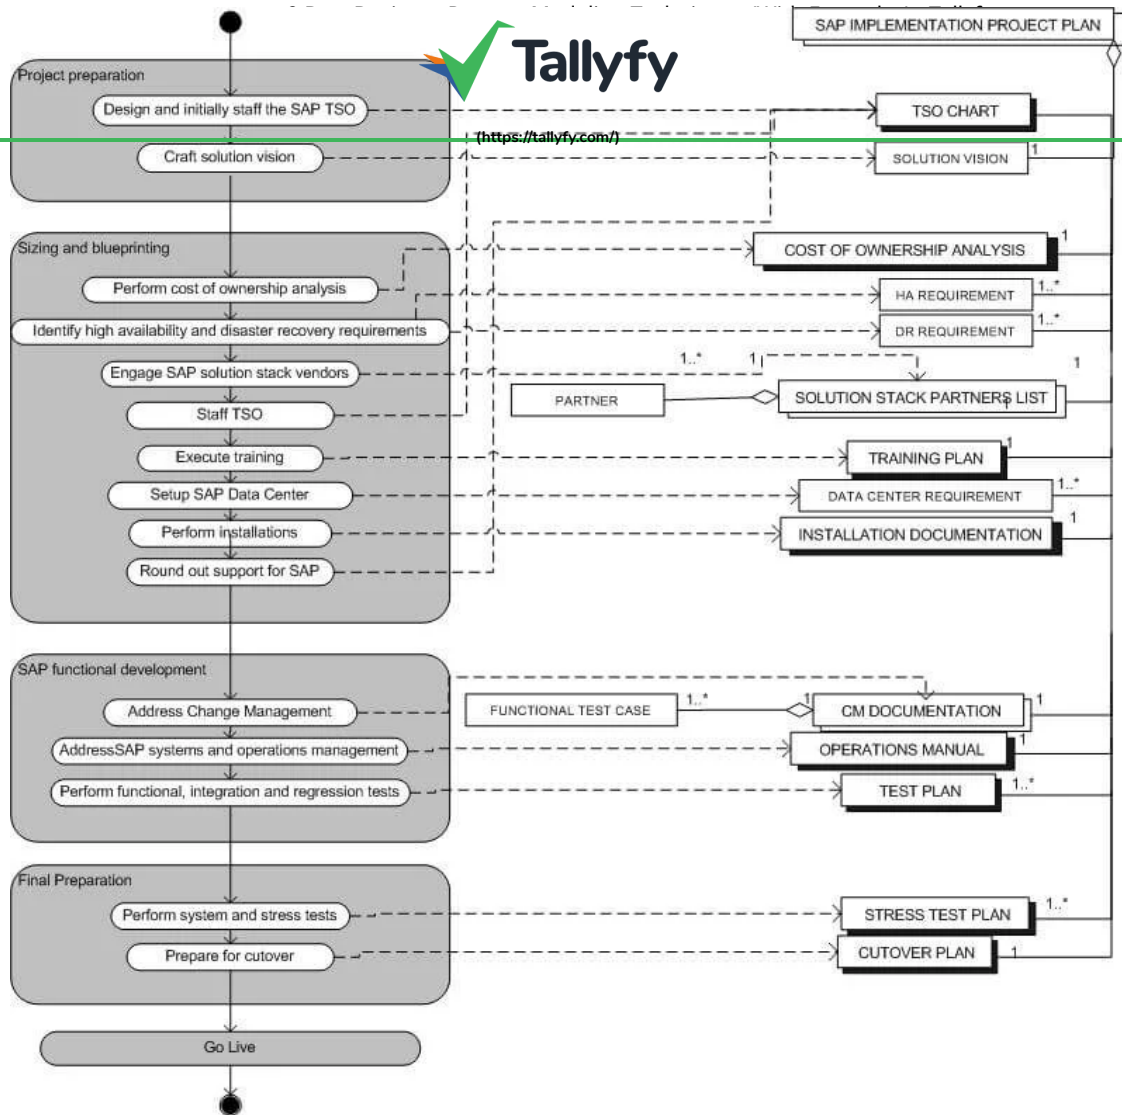 SAP IMPLEMENTATION PROJECT PLAN
Tallyfy
(https://tallyfy.com/)
Project preparation
Design and initially staff the SAP TSO
TSO CHART
Craft solution vision
SOLUTION VISION
1
Sizing and blueprinting
COST OF OWNERSHIP ANALYSIS
1
Perform cost of ownership analysis
HA REQUIREMENT
1..*
Identify high availability and disaster recovery requirements
DR REQUIREMENT
1..*
Engage SAP solution stack vendors
PARTNER
1..*
1
SOLUTION STACK PARTNERS LIST
1
1
Staff TSO
Execute training
TRAINING PLAN
1
Setup SAP Data Center
DATA CENTER REQUIREMENT
1..*
Perform installations
INSTALLATION DOCUMENTATION
1
Round out support for SAP
SAP functional development
Address Change Management
FUNCTIONAL TEST CASE
1..*
1
CM DOCUMENTATION
1
AddressSAP systems and operations management
OPERATIONS MANUAL
1
Perform functional, integration and regression tests
TEST PLAN
1..*
Final Preparation
Perform system and stress tests
STRESS TEST PLAN
1..*
Prepare for cutover
CUTOVER PLAN
1
Go Live